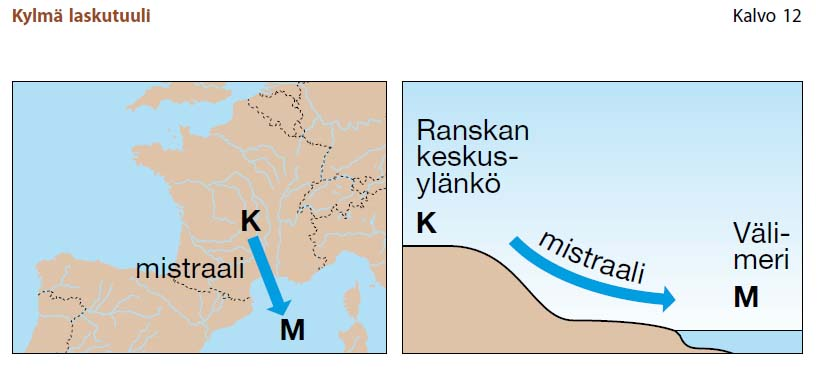 Kylmä laskutuuli
Kalvo 12
K
mistraali
M
Ranskan
keskus-
ylänkö
K
mistraali
Väli-
meri
M